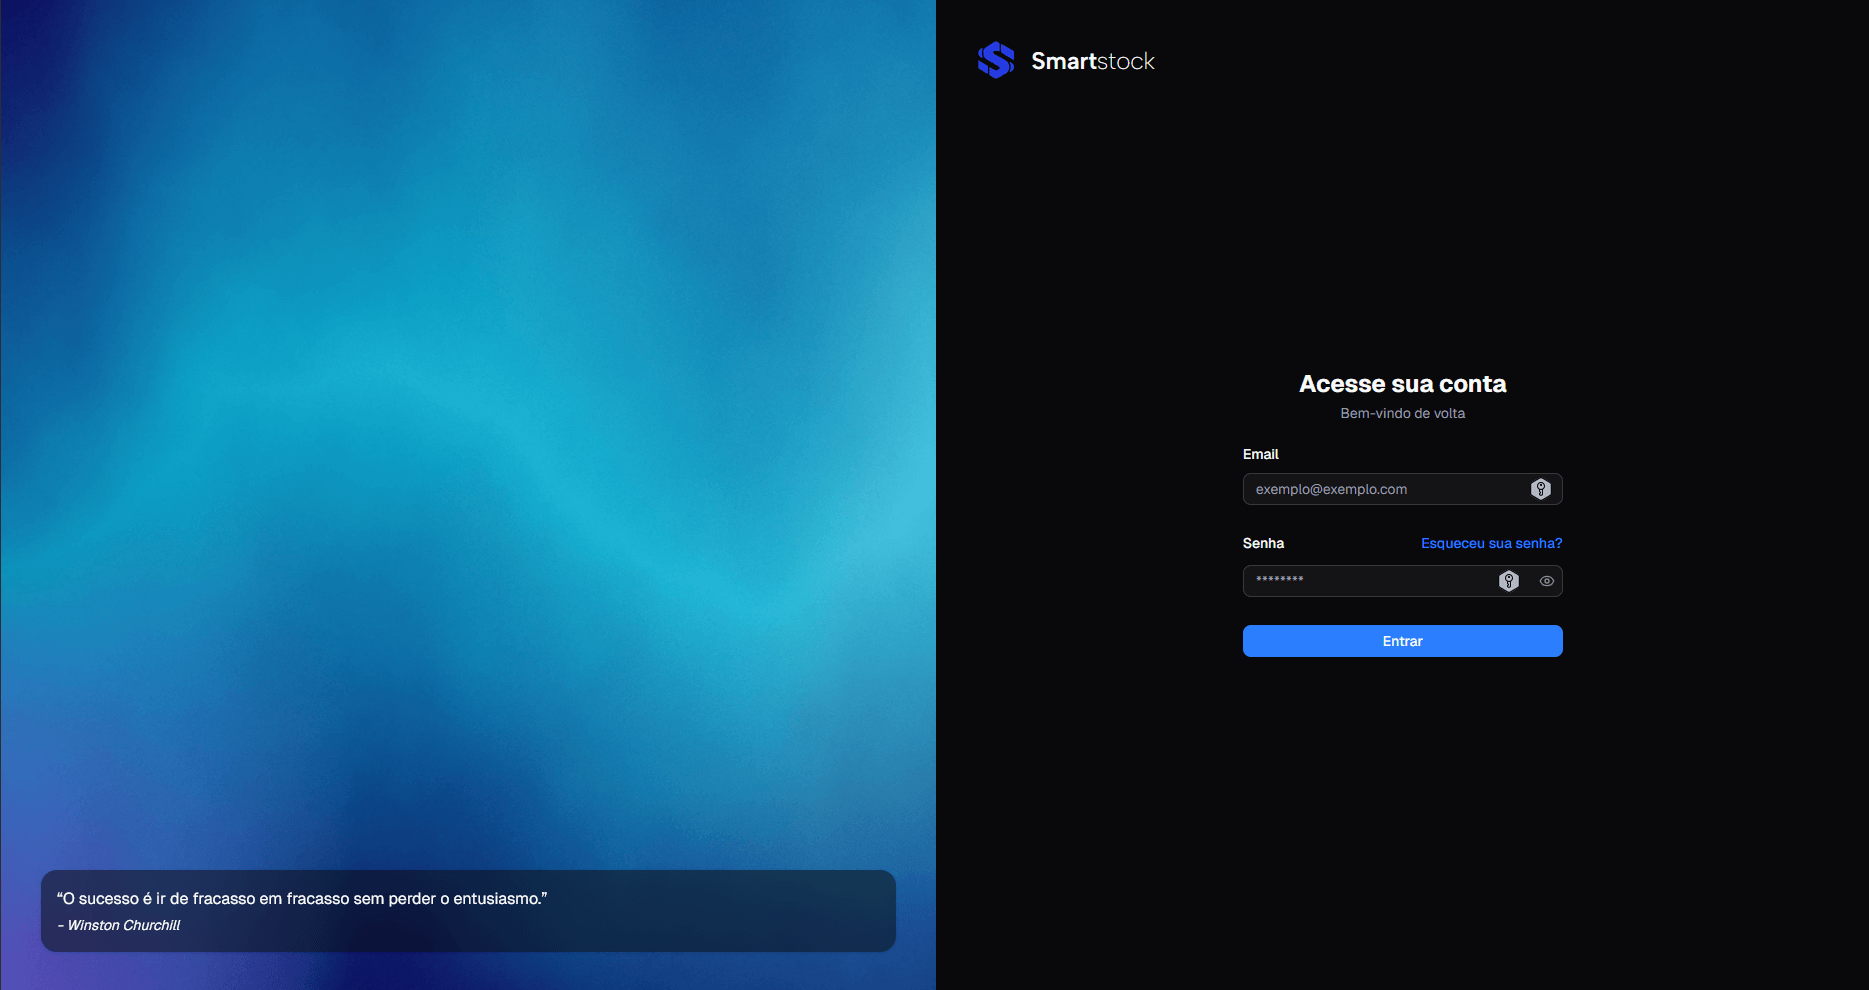 Smartstock
Acesse sua conta
Bem-vindo de volta
Email
exemplo@exemplo.com
Senha
Esqueceu sua senha?
********
Entrar
“O sucesso é ir de fracasso em fracasso sem perder o entusiasmo.”
- Winston Churchill